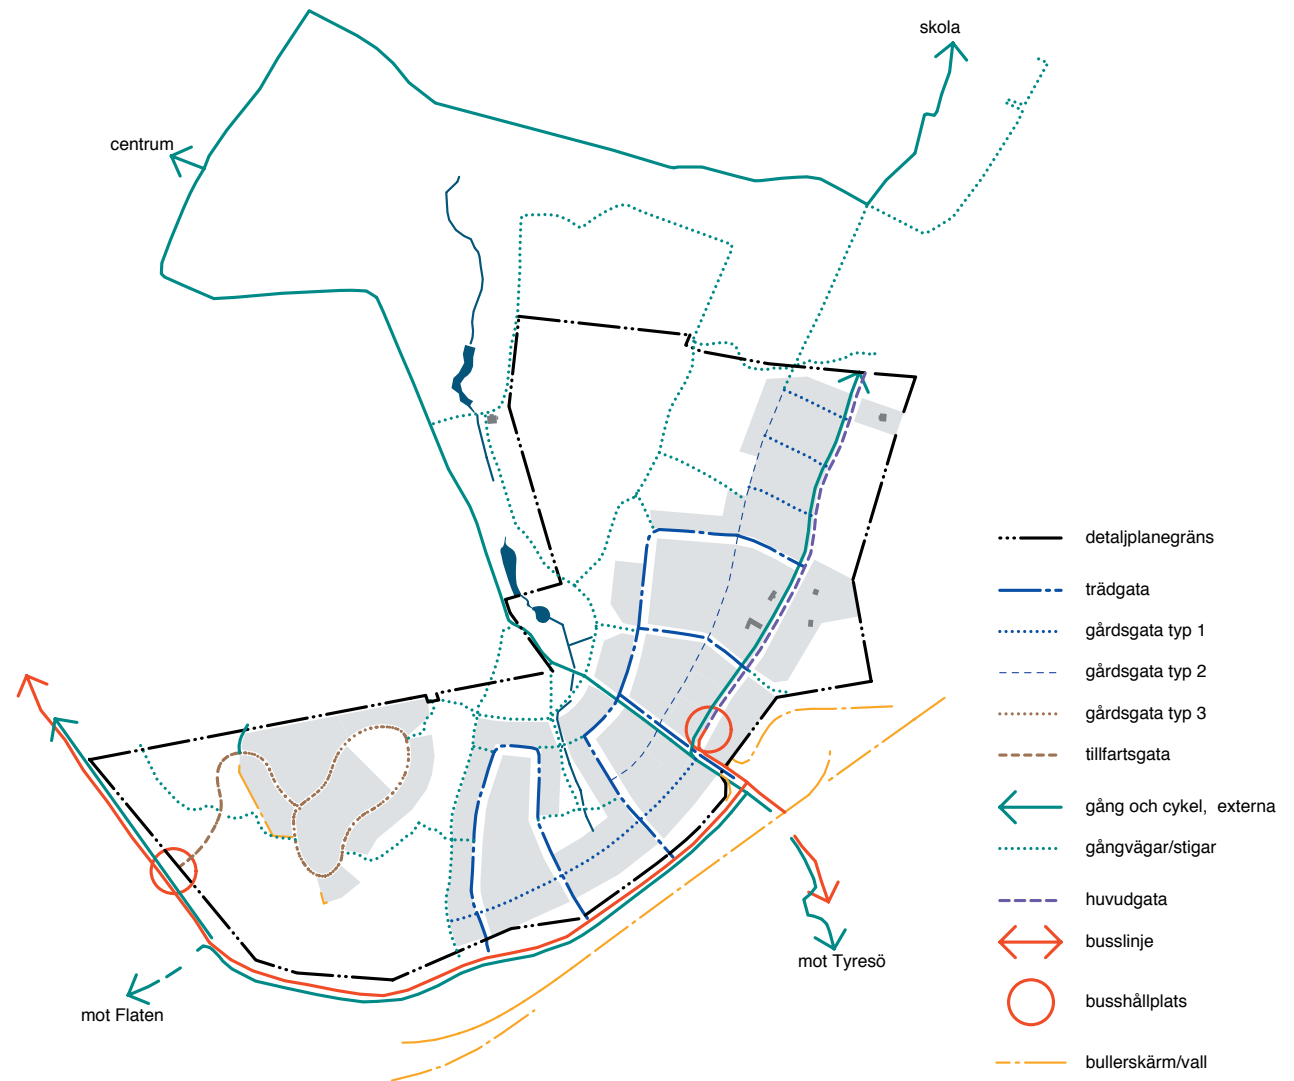 skola
centrum
detaljplanegräns
trädgata
gårdsgata typ 1
gårdsgata typ 2
gårdsgata typ 3
tillfartsgata
gång och cykel, externa
gångvägar/stigar
huvudgata
busslinje
mot Tyresö
busshållplats
mot Flaten
bullerskärm/vall